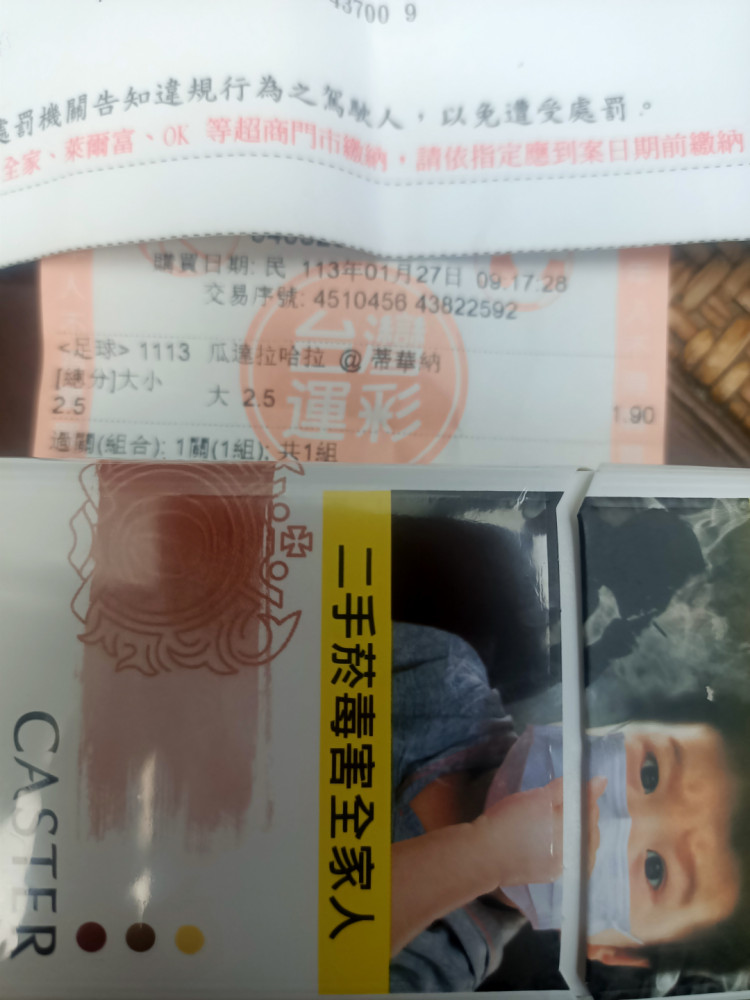 43700 9
處罰機關告知違規行為之駕駛人，以免遭受處罰。
全家、萊爾富、OK 等超商門市繳納，請依指定應到案日期前繳納
購買日期: 民 113年01月27日 09.17:28
交易序號: 4510456 43822592
台灣
運彩
<足球> 1113 瓜達拉哈拉 @ 蒂華納
[總分]大小
2.5 大 2.5 1.90
過關(組合): 1關(1組); 共1組
二手菸毒害全家人
CASTER